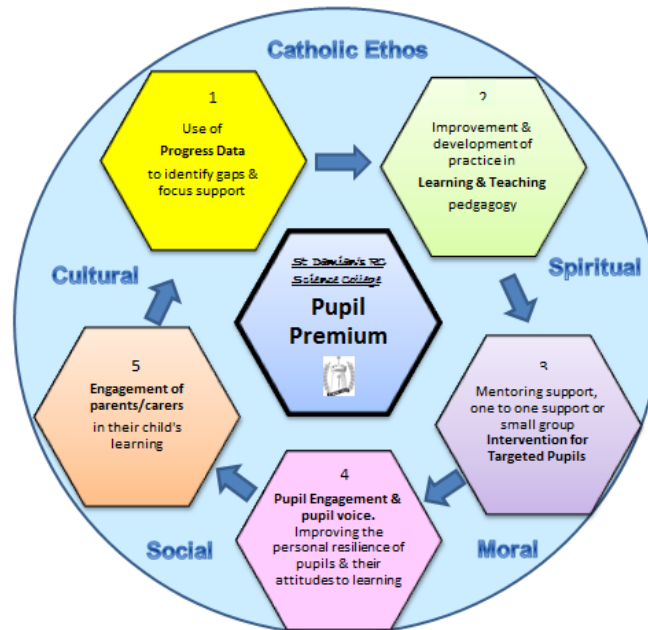 Catholic Ethos
1
Use of
Progress Data
to identify gaps &
focus support
2
Improvement &
development of
practice in
Learning & Teaching
pedgagogy
Cultural
St Damian's RC
Science College
Pupil
Premium
Spiritual
5
Engagement of
parents/carers
in their child's
learning
3
Mentoring support,
one to one support or
small group
Intervention for
Targeted Pupils
4
Pupil Engagement &
pupil voice.
Improving the
personal resilience of
pupils & their
attitudes to learning
Social
Moral